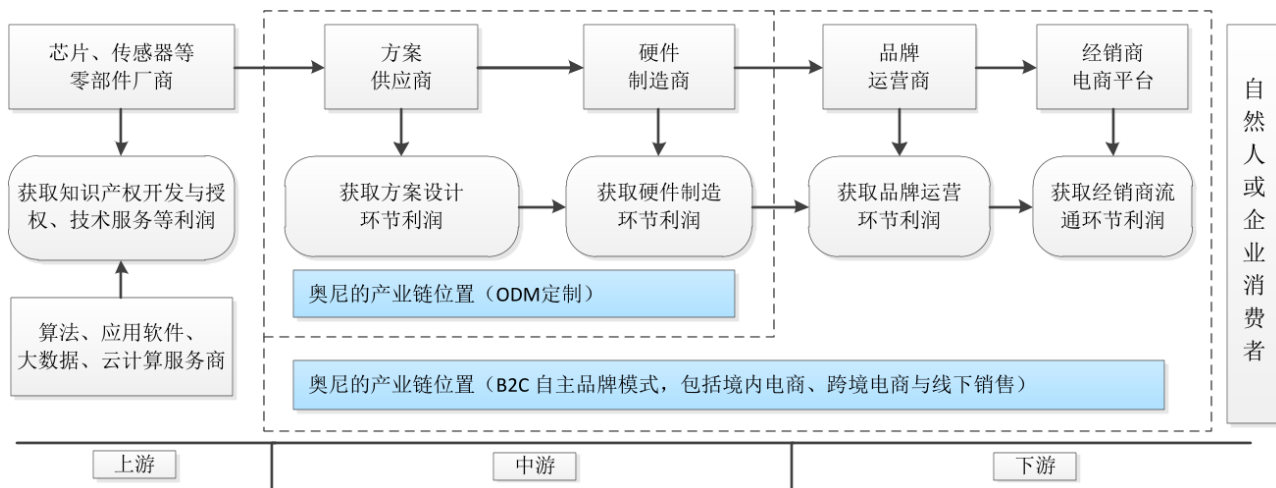 芯片、传感器等
零部件厂商
方案
供应商
硬件
制造商
品牌
运营商
经销商
电商平台
获取知识产权开发与授
权、技术服务等利润
获取方案设计
环节利润
获取硬件制造
环节利润
获取品牌运营
环节利润
获取经销商流
通环节利润
奥尼的产业链位置（ODM定制）
算法、应用软件、
大数据、云计算服务商
奥尼的产业链位置（B2C 自主品牌模式，包括境内电商、跨境电商与线下销售）
自然人或企业消费者
上游
中游
下游